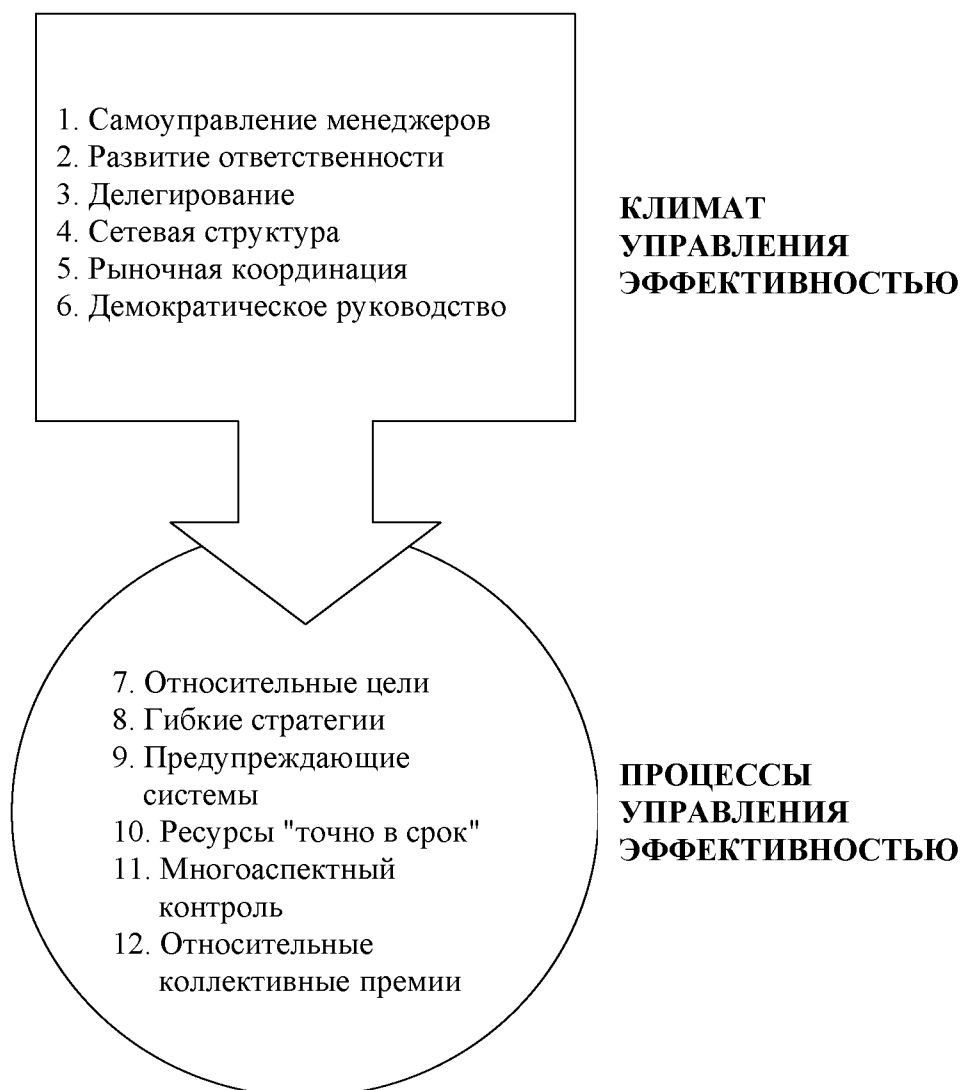 1. Самоуправление менеджеров
2. Развитие ответственности
3. Делегирование
4. Сетевая структура
5. Рыночная координация
6. Демократическое руководство
КЛИМАТ
УПРАВЛЕНИЯ
ЭФФЕКТИВНОСТЬЮ
7. Относительные цели
8. Гибкие стратегии
9. Предупреждающие
системы
10. Ресурсы "точно в срок"
11. Многоаспектный
контроль
12. Относительные
коллективные премии
ПРОЦЕССЫ
УПРАВЛЕНИЯ
ЭФФЕКТИВНОСТЬЮ